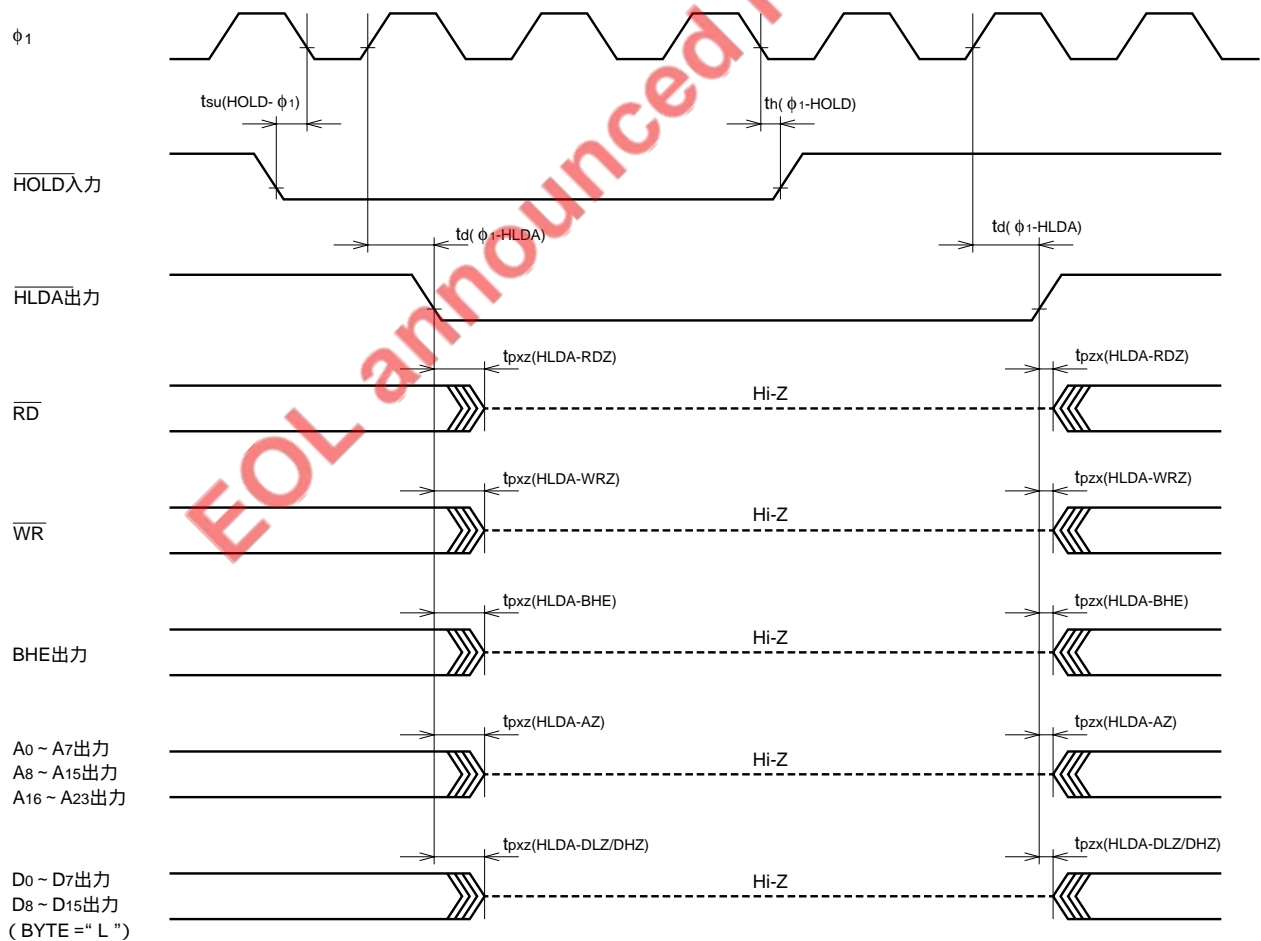 φ1
tsu(HOLD- φ1)
th( φ1-HOLD)
HOLD入力
td( φ1-HLDA)
td( φ1-HLDA)
HLDA出力
tpxz(HLDA-RDZ)
tpzx(HLDA-RDZ)
RD
Hi-Z
tpxz(HLDA-WRZ)
tpzx(HLDA-WRZ)
WR
Hi-Z
tpxz(HLDA-BHE)
tpzx(HLDA-BHE)
BHE出力
Hi-Z
tpxz(HLDA-AZ)
tpzx(HLDA-AZ)
A0 ~ A7出力
A8 ~ A15出力
A16 ~ A23出力
Hi-Z
tpxz(HLDA-DLZ/DHZ)
tpzx(HLDA-DLZ/DHZ)
D0 ~ D7出力
D8 ~ D15出力
( BYTE =“ L ”)
Hi-Z
EOL announced